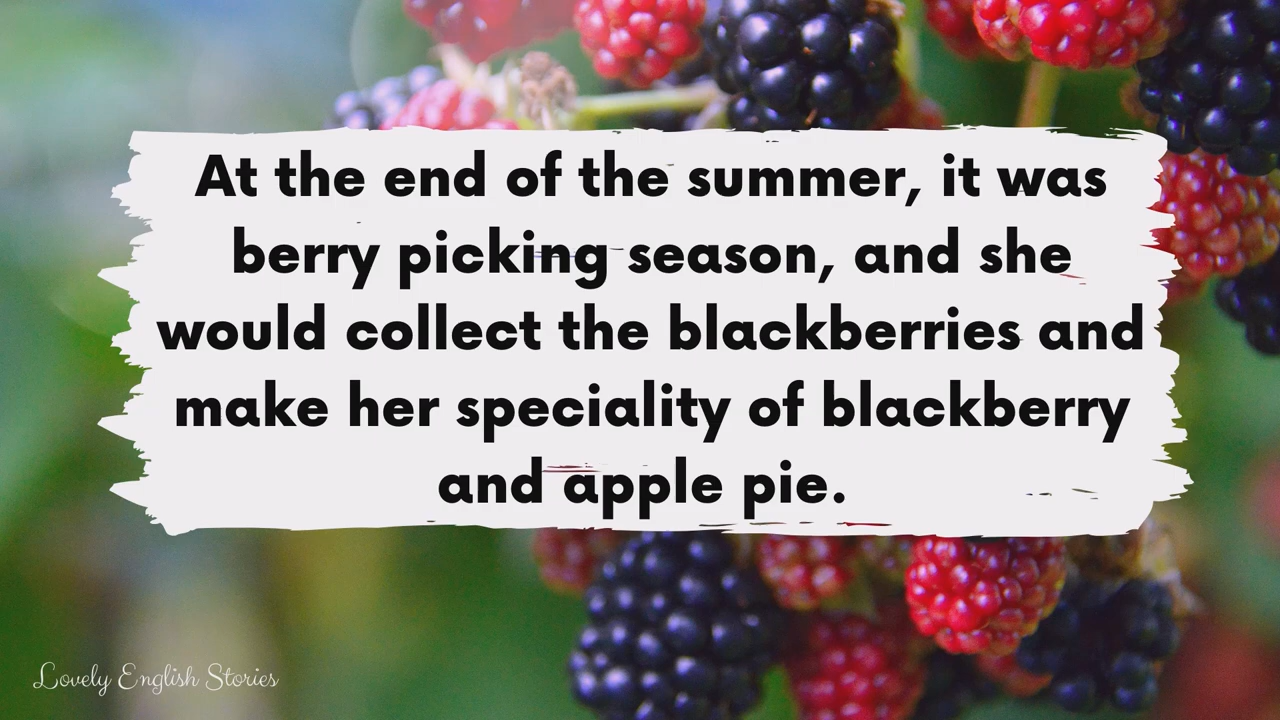 At the end of the summer, it was
berry picking season, and she
would collect the blackberries and
make her speciality of blackberry
and apple pie.
Lovely English Stories